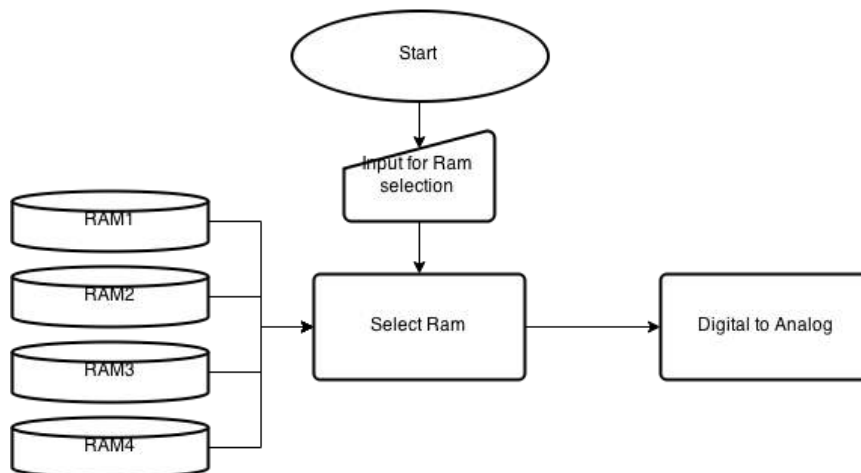 Start
Input for Ram
selection
RAM1
RAM2
RAM3
RAM4
Select Ram
Digital to Analog